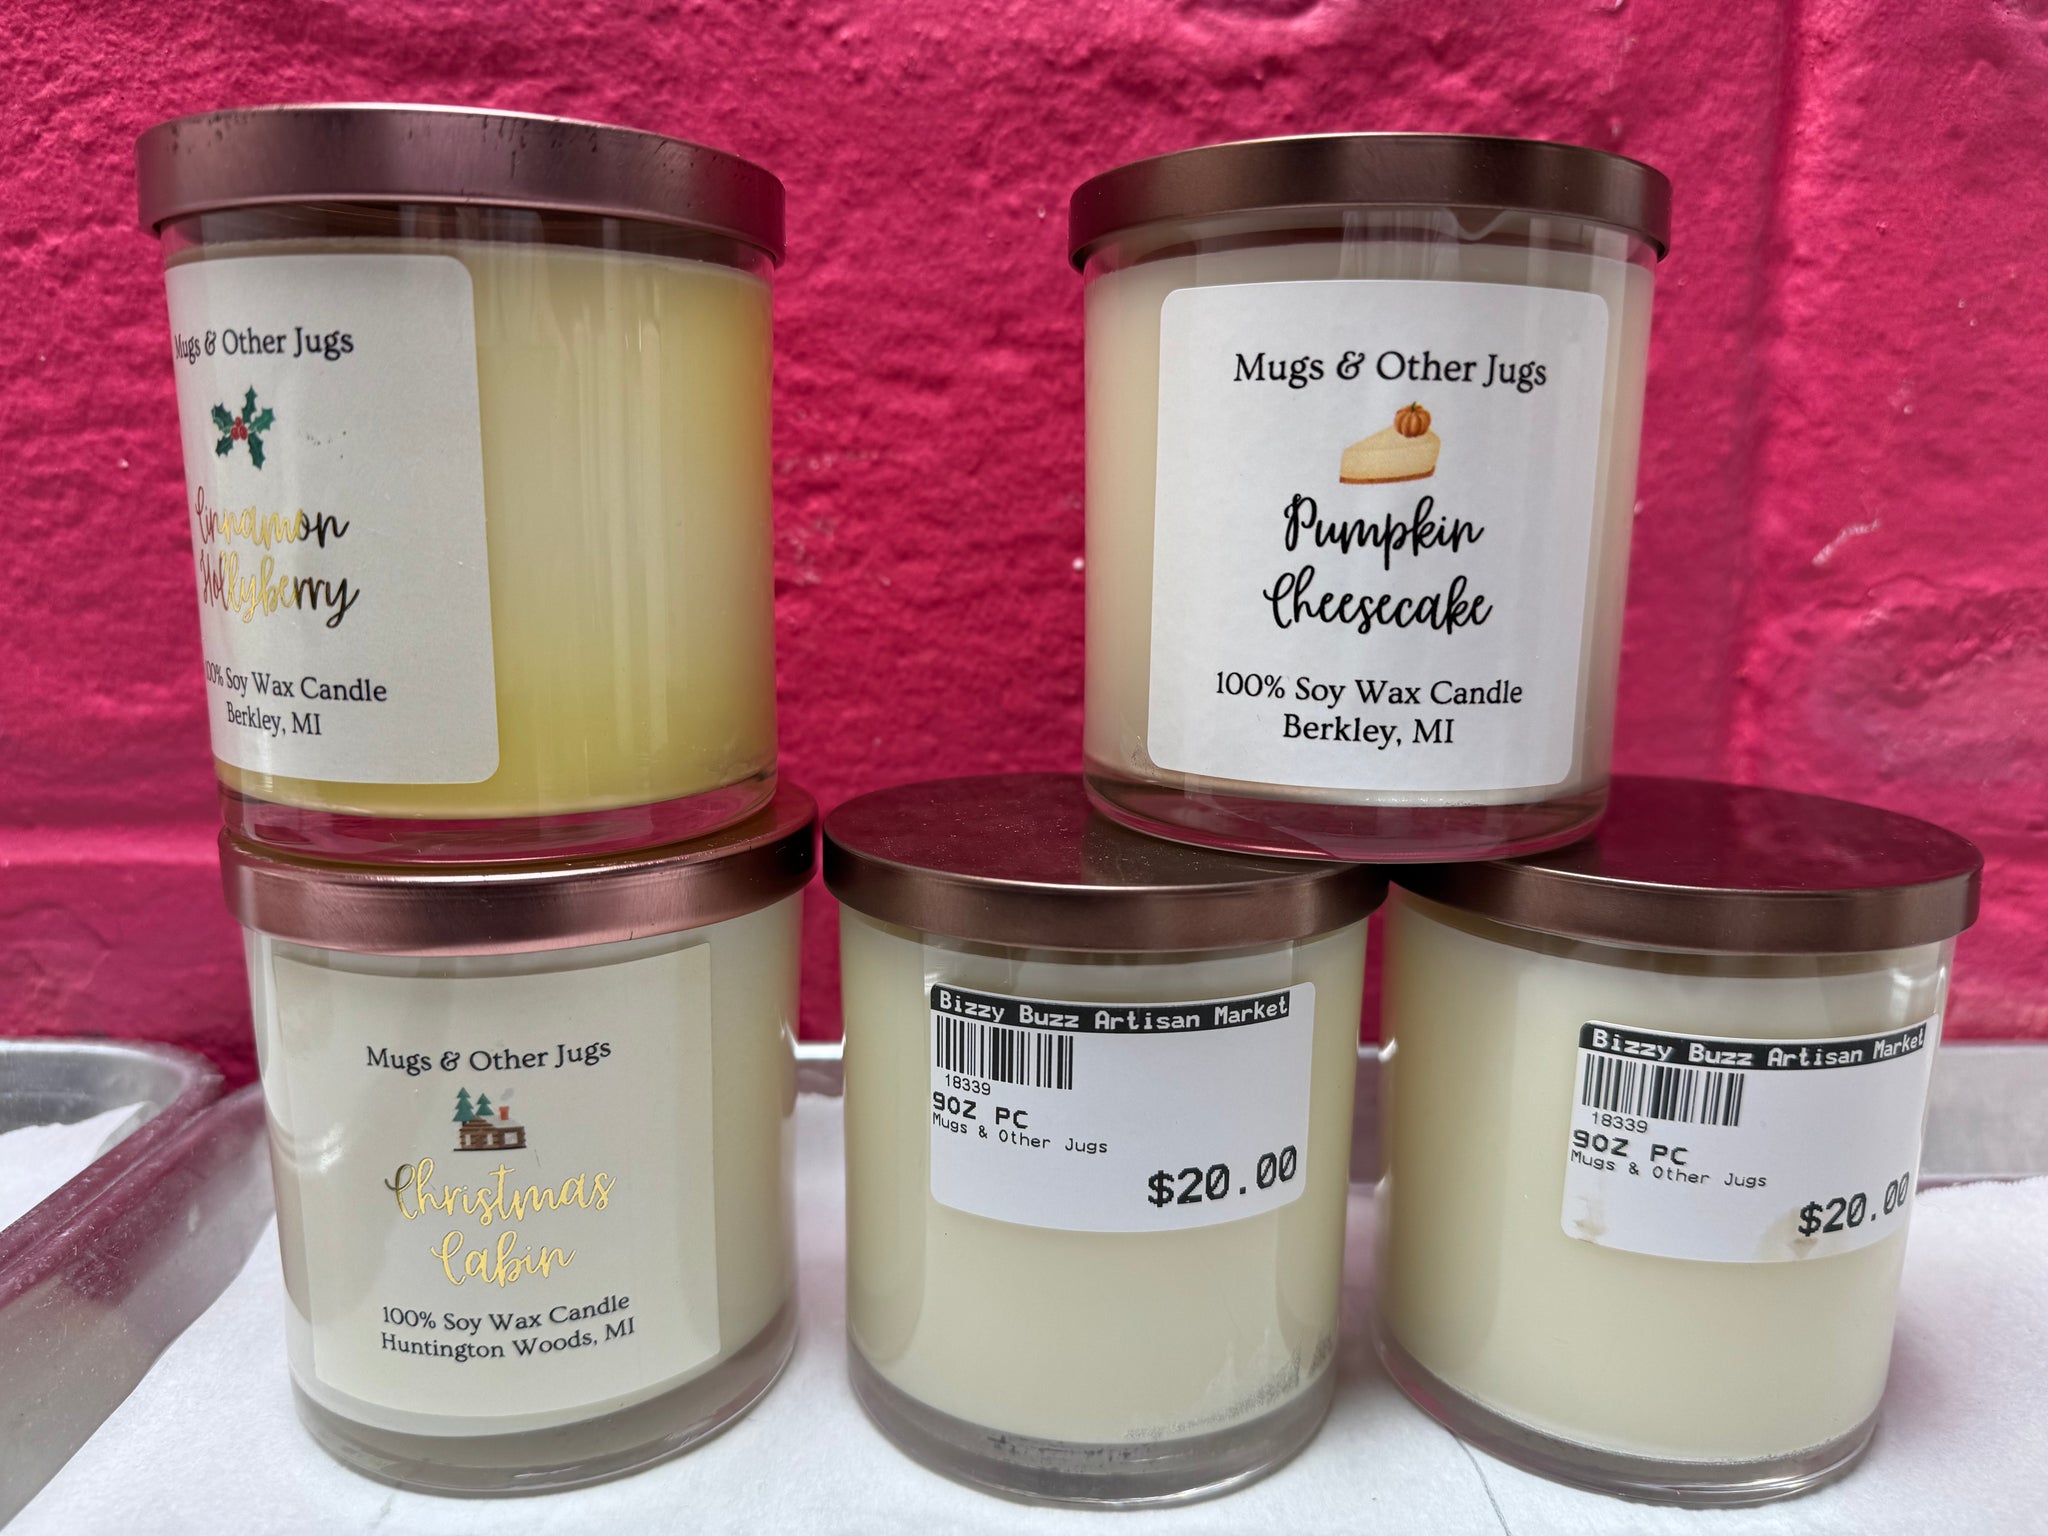 Mugs & Other Jugs
Cinnamon
Hollyberry
100% Soy Wax Candle
Berkley, MI
Mugs & Other Jugs
Pumpkin
Cheesecake
100% Soy Wax Candle
Berkley, MI
Mugs & Other Jugs
Christmas
Cabin
100% Soy Wax Candle
Huntington Woods, MI
Bizzy Buzz Artisan Market
18339
9OZ PC
Mugs & Other Jugs
$20.00
Bizzy Buzz Artisan Market
18339
9OZ PC
Mugs & Other Jugs
$20.00